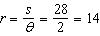 r = s/θ = 28/2 = 14